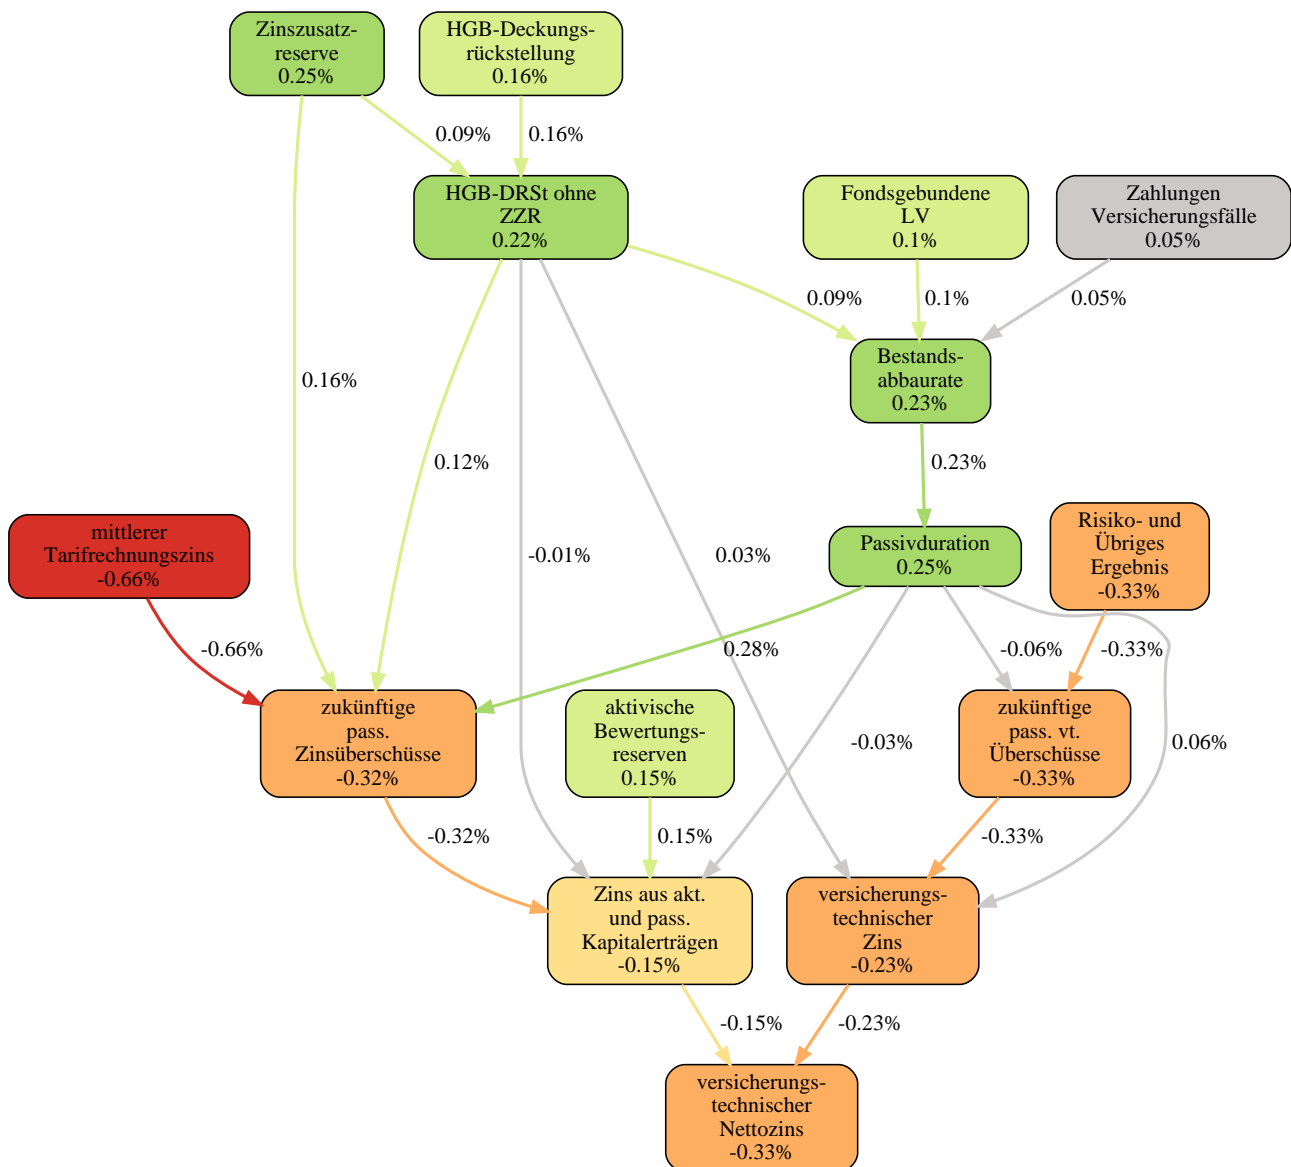 Zinszusatz-
reserve
0.25%
HGB-Deckungs-
rückstellung
0.16%
0.09%
0.16%
HGB-DRSt ohne
ZZR
0.22%
Fondsgebundene
LV
0.1%
Zahlungen
Versicherungsfälle
0.05%
0.09%
0.1%
0.05%
Bestands-
abbaurate
0.23%
0.16%
0.12%
0.23%
mittlerer
Tarifrechnungszins
-0.66%
-0.01%
0.03%
Passivduration
0.25%
Risiko- und
Übriges
Ergebnis
-0.33%
-0.66%
0.28%
-0.06%
-0.33%
zukünftige
pass.
Zinsüberschüsse
-0.32%
aktivische
Bewertungs-
reserven
0.15%
-0.03%
zukünftige
pass. vt.
Überschüsse
-0.33%
0.06%
-0.32%
0.15%
-0.33%
Zins aus akt.
und pass.
Kapitalerträgen
-0.15%
versicherungs-
technischer
Zins
-0.23%
-0.15%
-0.23%
versicherungs-
technischer
Nettozins
-0.33%